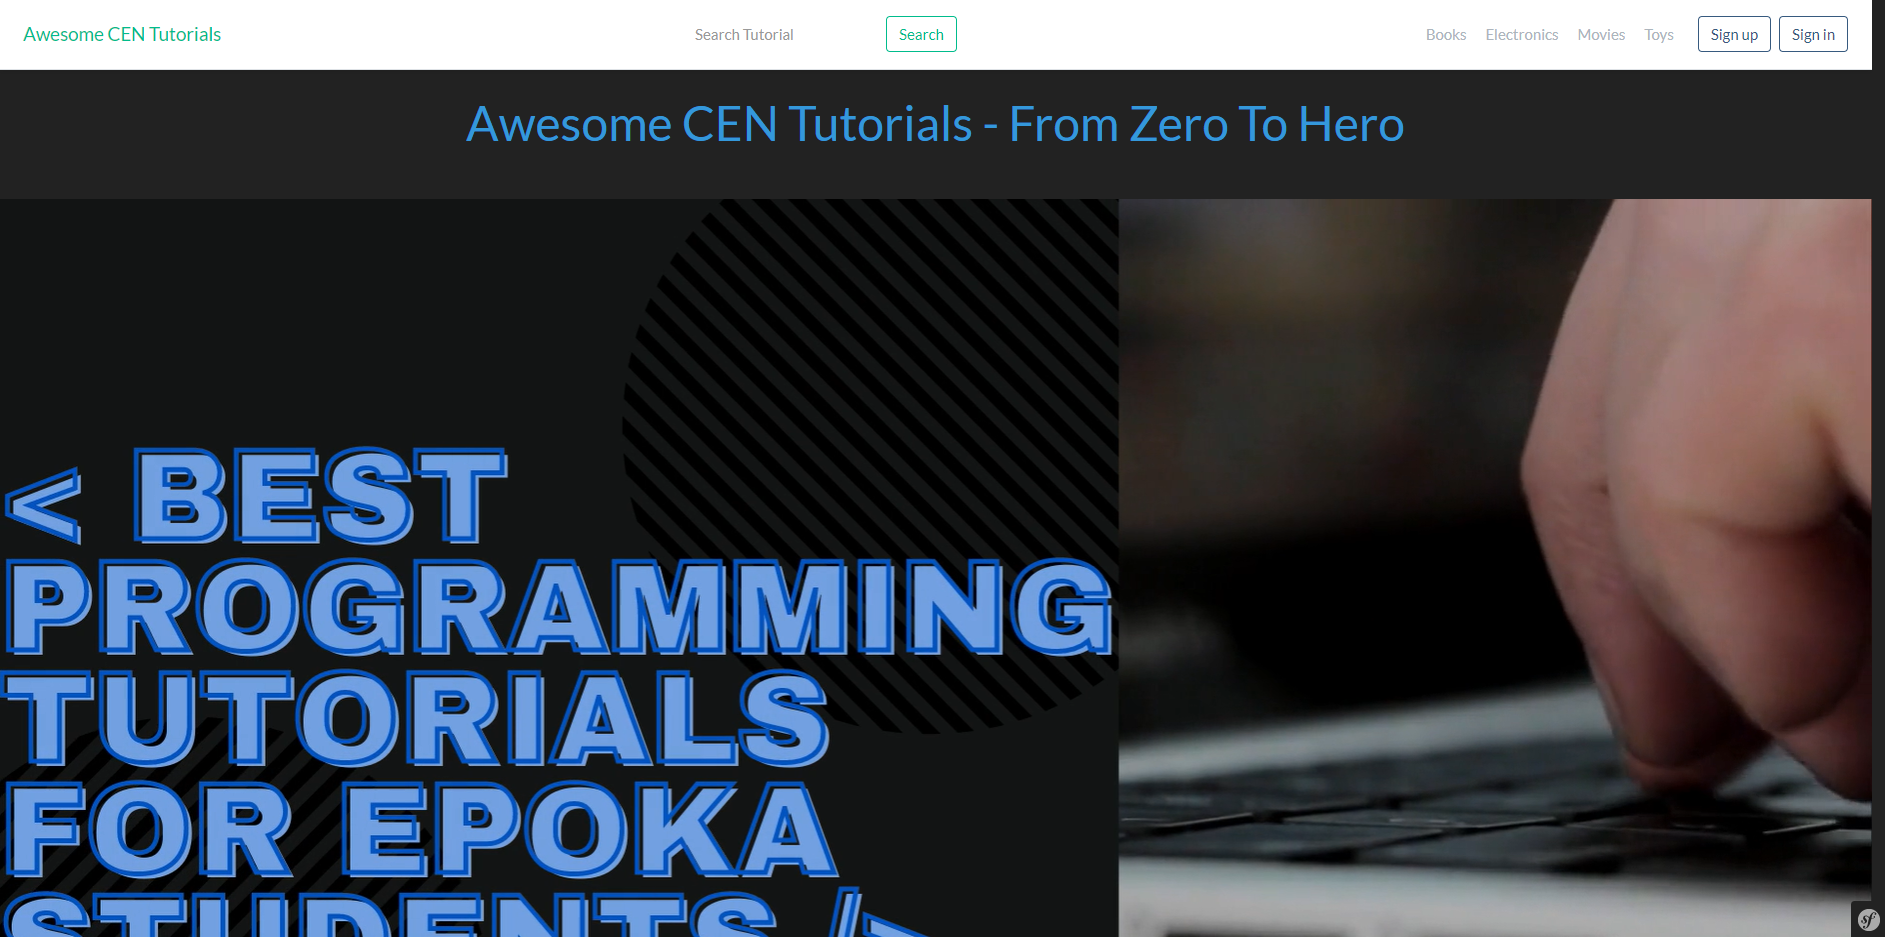 Awesome CEN Tutorials
Search Tutorial
Search
Books
Electronics
Movies
Toys
Sign up
Sign in
Awesome CEN Tutorials - From Zero To Hero
< BEST
PROGRAMMING
TUTORIALS
FOR EPOKA
STUDENTS />
sf